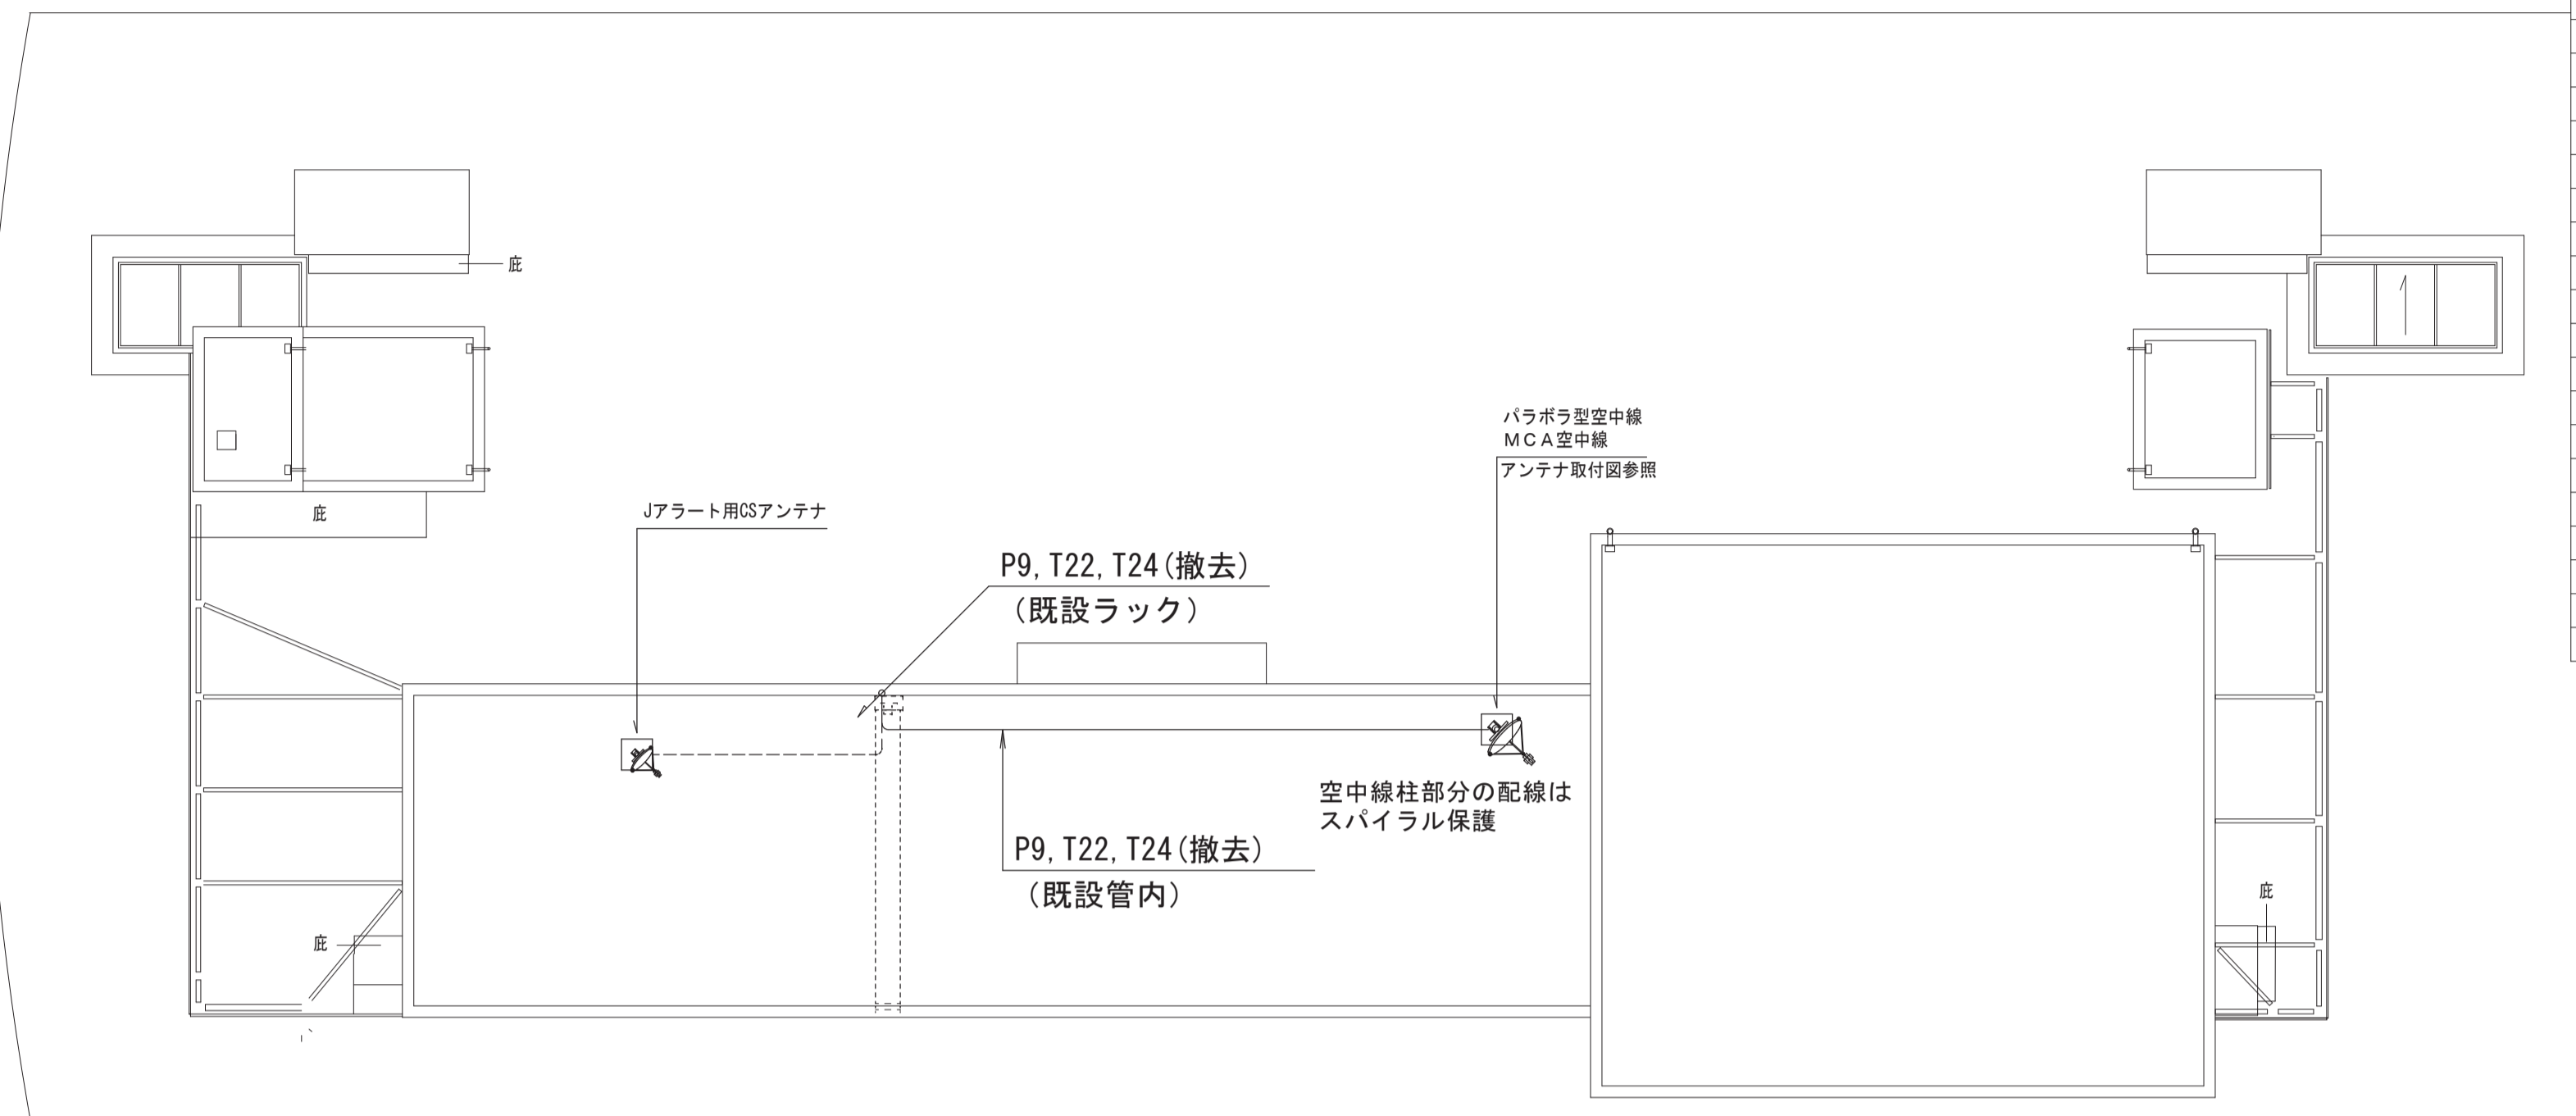 庇
パラボラ型空中線
ＭＣＡ空中線
アンテナ取付図参照
庇
Jアラート用CSアンテナ
P9, T22, T24(撤去)
(既設ラック)
空中線柱部分の配線は
スパイラル保護
P9, T22, T24(撤去)
(既設管内)
庇
庇